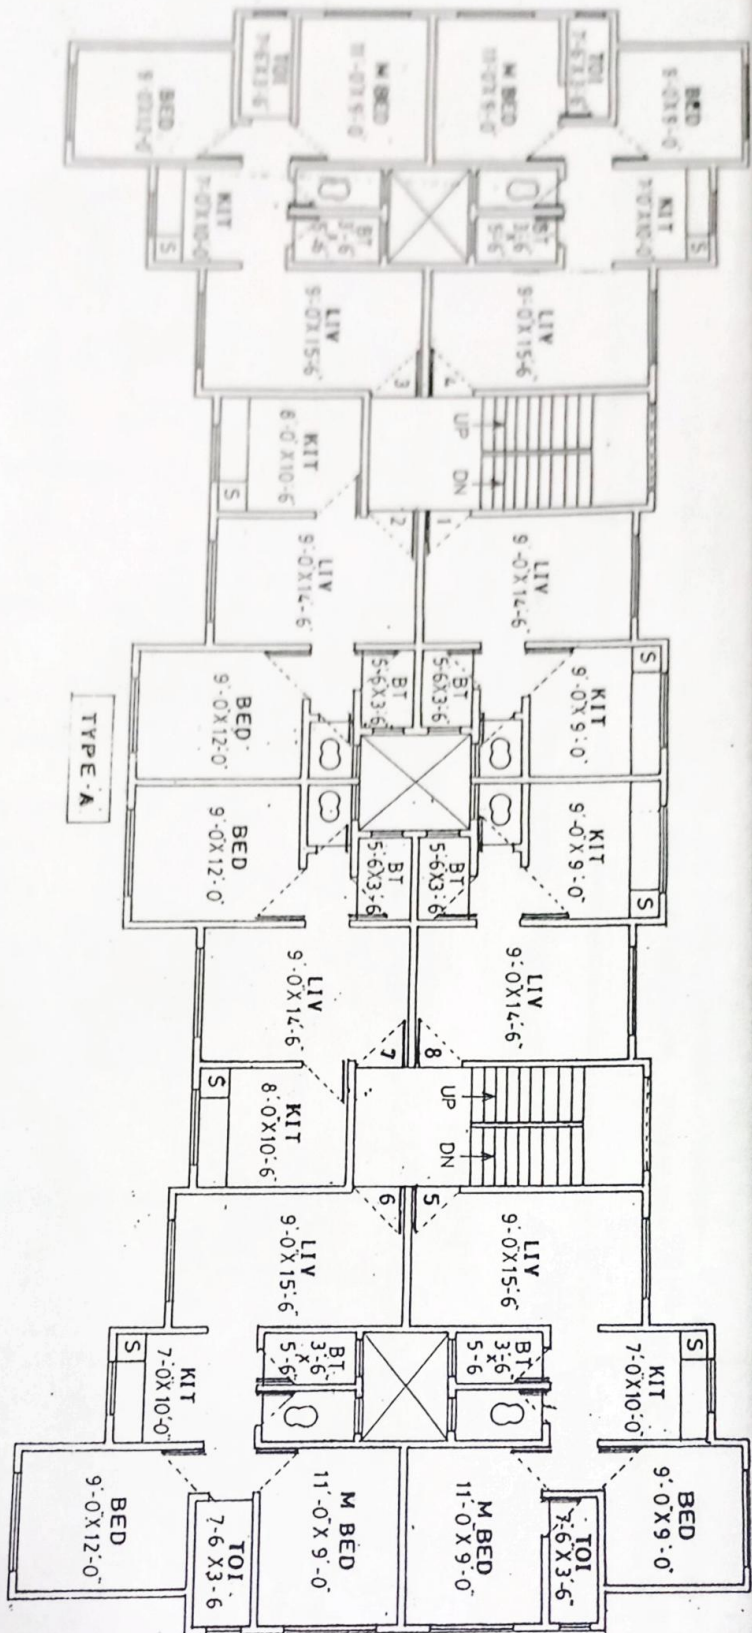 BED
9'-0"X9'-0"
TOI
7'-6"X3'-6"
M BED
11'-0"X9'-0"
M BED
11'-0"X9'-0"
TOI
7'-6"X3'-6"
BED
9'-0"X12'-0"
S
KIT
7'-0"X10'-0"
BT
3'-6"
X
5'-6"
BT
3'-6"
X
5'-6"
KIT
7'-0"X10'-0"
S
LIV
9'-0"X15'-6"
4
3
LIV
9'-0"X15'-6"
UP
DN
KIT
8'-0"X10'-6"
S
LIV
9'-0"X14'-6"
1
2
LIV
9'-0"X14'-6"
S
KIT
9'-0"X9'-0"
BT
5'-6"X3'-6"
BT
5'-6"X3'-6"
BED
9'-0"X12'-0"
TYPE-A
KIT
9'-0"X9'-0"
S
BT
5'-6"X3'-6"
BT
5'-6"X3'-6"
BED
9'-0"X12'-0"
LIV
9'-0"X14'-6"
8
7
LIV
9'-0"X14'-6"
UP
DN
KIT
8'-0"X10'-6"
S
LIV
9'-0"X15'-6"
5
6
LIV
9'-0"X15'-6"
S
KIT
7'-0"X10'-0"
BT
3'-6"
X
5'-6
BT
3'-6"
X
5'-6
KIT
7'-0"X10'-0"
S
BED
9'-0"X9'-0"
TOI
7'-6"X3'-6"
M BED
11'-0"X9'-0"
M BED
11'-0"X9'-0"
TOI
7'-6"X3'-6
BED
9'-0"X12'-0"